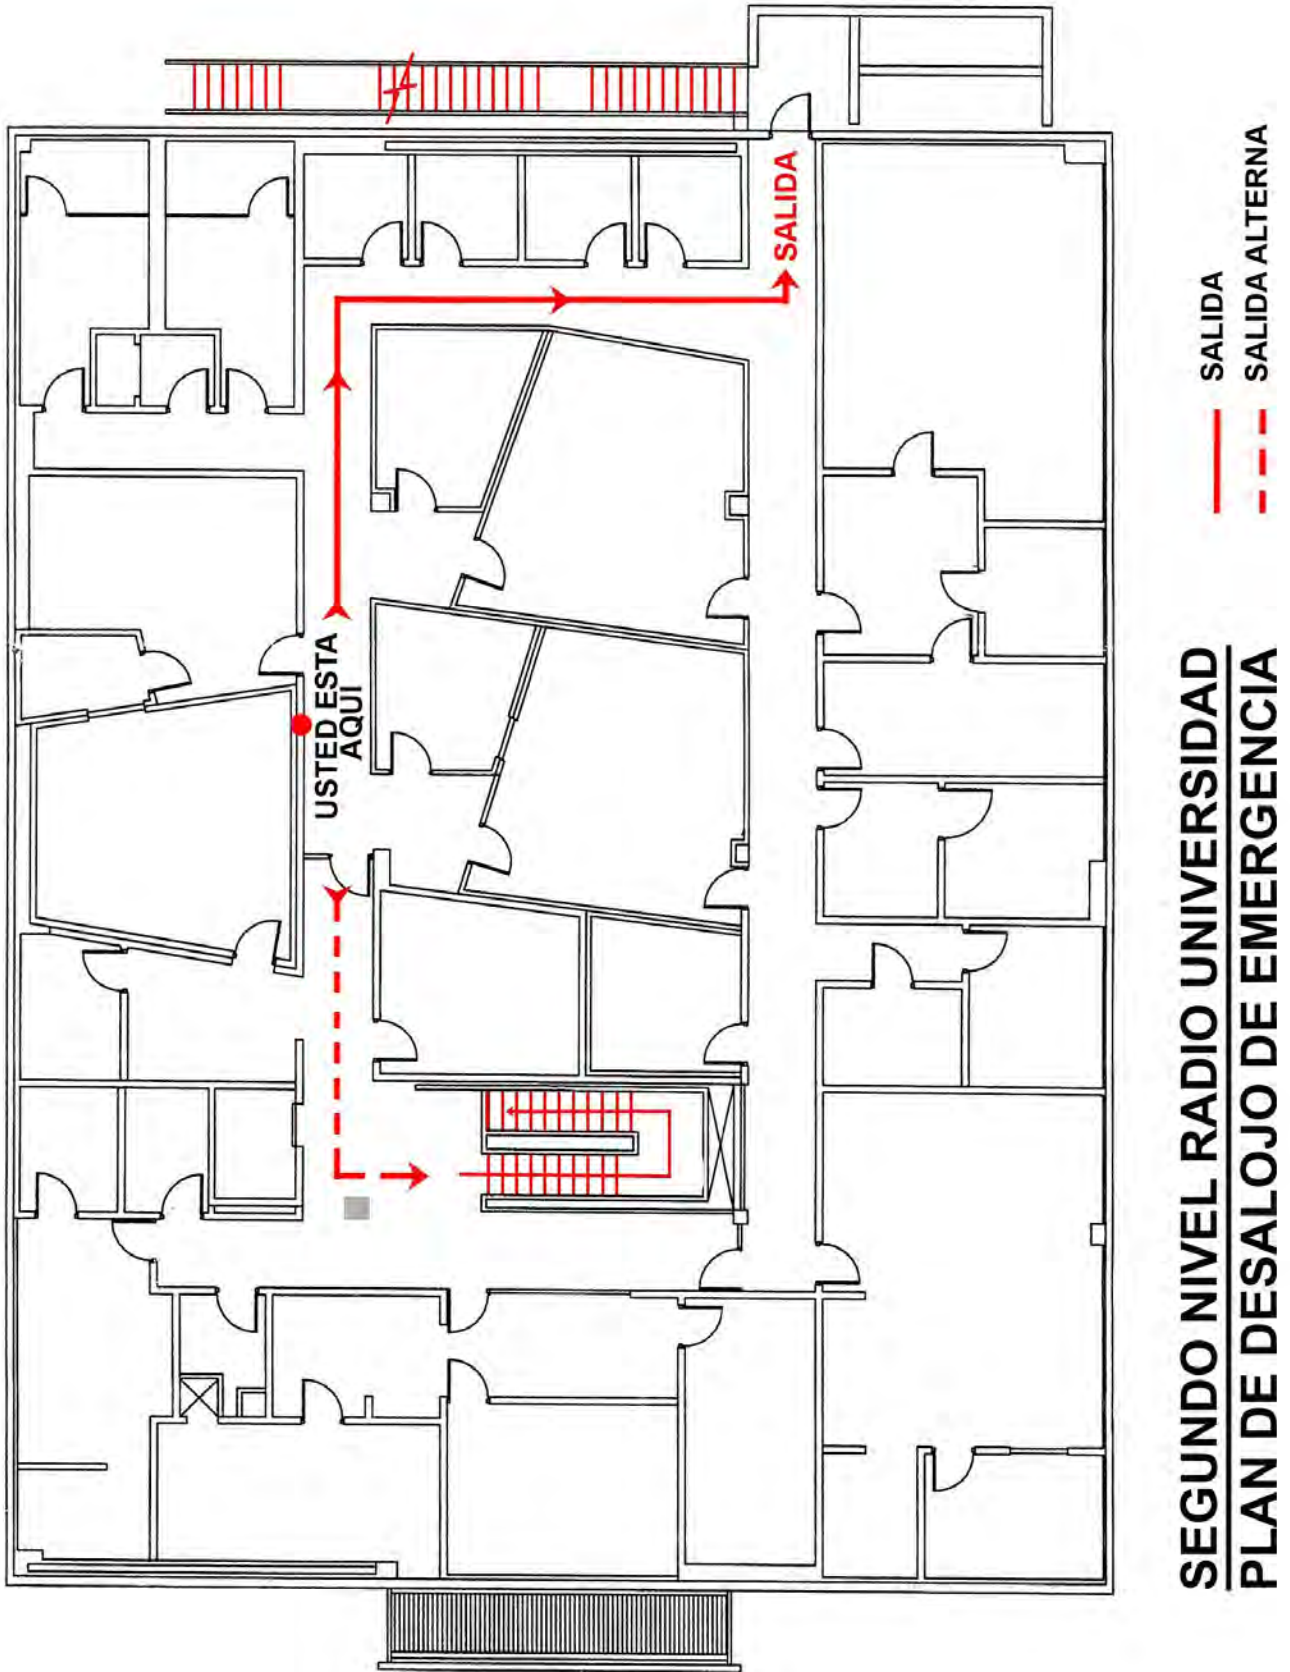 SALIDA
USTED ESTA
AQUI
SEGUNDO NIVEL RADIO UNIVERSIDAD
PLAN DE DESALOJO DE EMERGENCIA
SALIDA
SALIDA ALTERNA